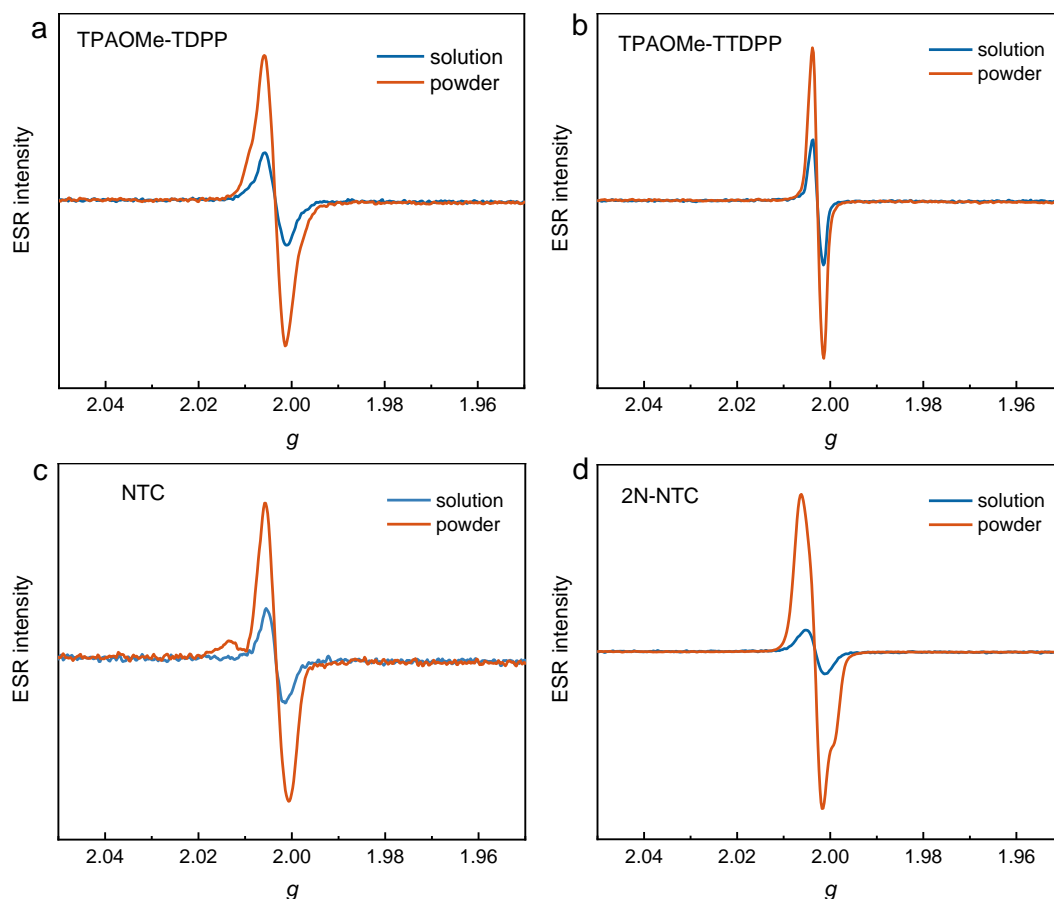 a
TPAOMe-TDPP
solution
powder
ESR intensity
2.04 2.02 2.00 1.98 1.96
g
b
TPAOMe-TTDPP
solution
powder
ESR intensity
2.04 2.02 2.00 1.98 1.96
g
c
NTC
solution
powder
ESR intensity
2.04 2.02 2.00 1.98 1.96
g
d
2N-NTC
solution
powder
ESR intensity
2.04 2.02 2.00 1.98 1.96
g